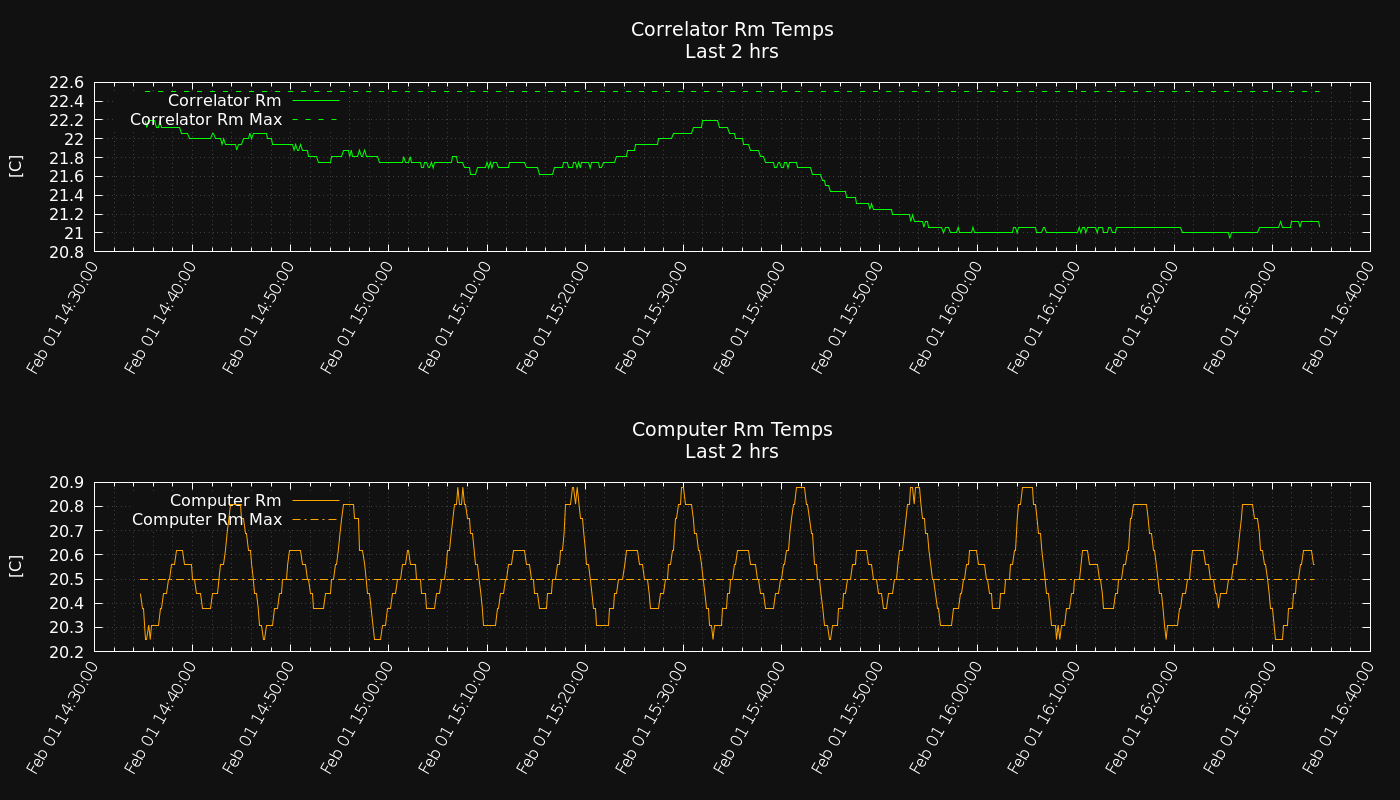 Correlator Rm Temps
Last 2 hrs
22.6
22.4
22.2
22
21.8
21.6
21.4
21.2
21
20.8
[C]
Correlator Rm
Correlator Rm Max
Feb 01 14:30:00
Feb 01 14:40:00
Feb 01 14:50:00
Feb 01 15:00:00
Feb 01 15:10:00
Feb 01 15:20:00
Feb 01 15:30:00
Feb 01 15:40:00
Feb 01 15:50:00
Feb 01 16:00:00
Feb 01 16:10:00
Feb 01 16:20:00
Feb 01 16:30:00
Feb 01 16:40:00
Computer Rm Temps
Last 2 hrs
20.9
20.8
20.7
20.6
20.5
20.4
20.3
20.2
[C]
Computer Rm
Computer Rm Max
Feb 01 14:30:00
Feb 01 14:40:00
Feb 01 14:50:00
Feb 01 15:00:00
Feb 01 15:10:00
Feb 01 15:20:00
Feb 01 15:30:00
Feb 01 15:40:00
Feb 01 15:50:00
Feb 01 16:00:00
Feb 01 16:10:00
Feb 01 16:20:00
Feb 01 16:30:00
Feb 01 16:40:00